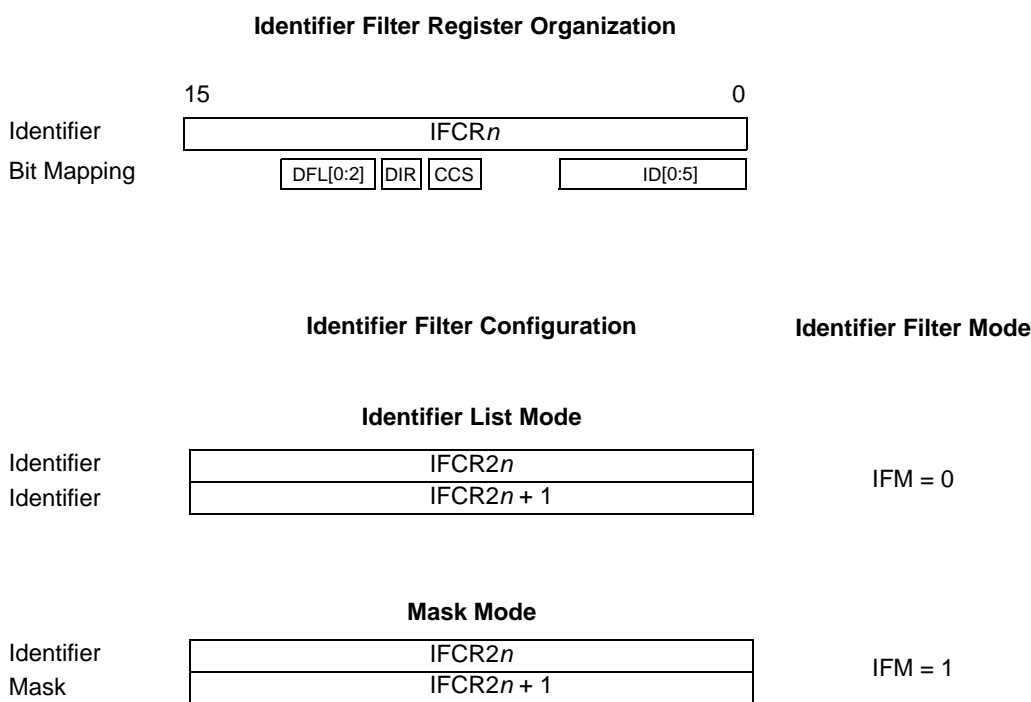 Identifier Filter Register Organization
15 0
Identifier IFCRn
Bit Mapping DFL[0:2] DIR CCS ID[0:5]
Identifier Filter Configuration Identifier Filter Mode
Identifier List Mode
Identifier IFCR2n
Identifier IFCR2n + 1
IFM = 0
Mask Mode
Identifier IFCR2n
Mask IFCR2n + 1
IFM = 1